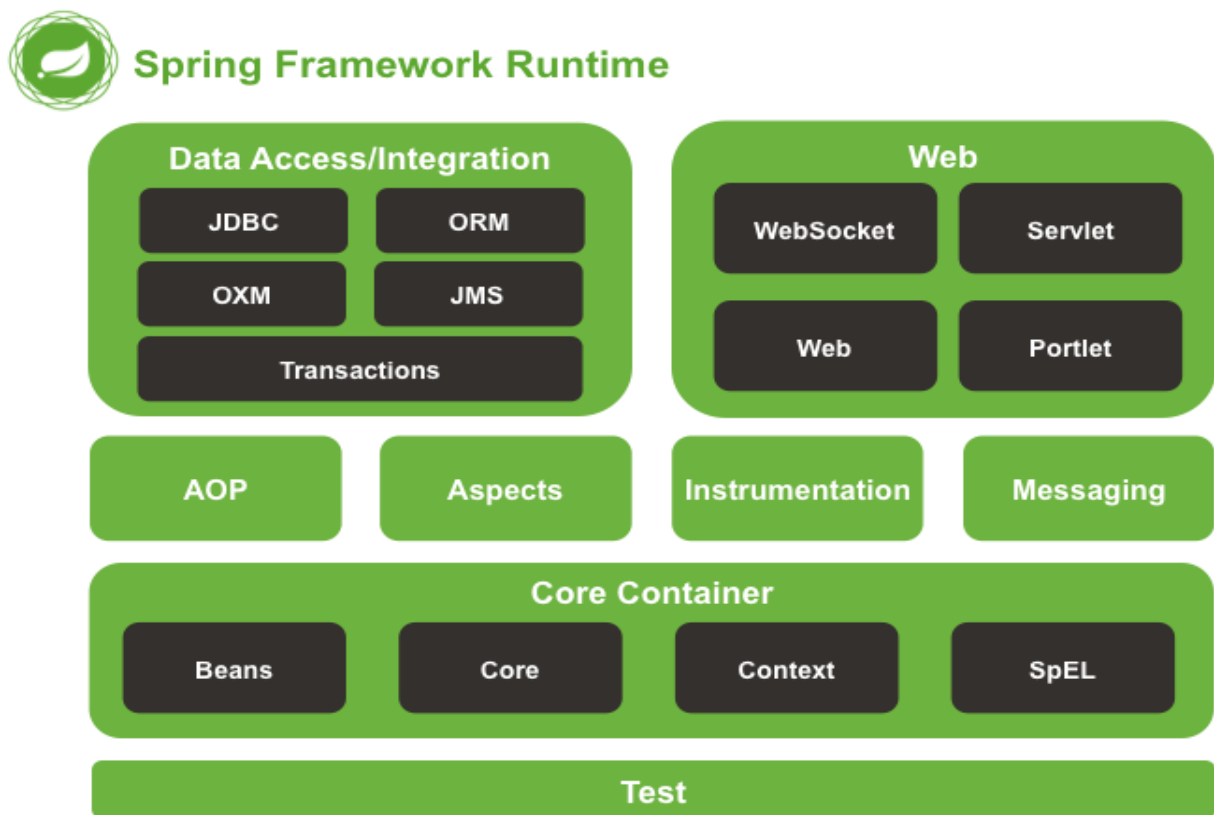 Spring Framework Runtime
Data Access/Integration
JDBC
ORM
OXM
JMS
Transactions
Web
WebSocket
Servlet
Web
Portlet
AOP
Aspects
Instrumentation
Messaging
Core Container
Beans
Core
Context
SpEL
Test